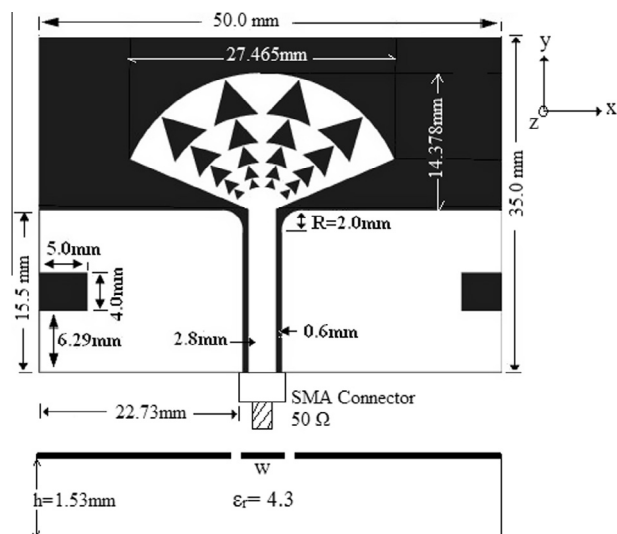 50.0 mm
27.465mm
14.378mm
35.0 mm
y
x
z
R=2.0mm
15.5 mm
5.0mm
4.0mm
6.29mm
2.8mm
0.6mm
22.73mm
SMA Connector
50 Ω
W
h=1.53mm
εr= 4.3